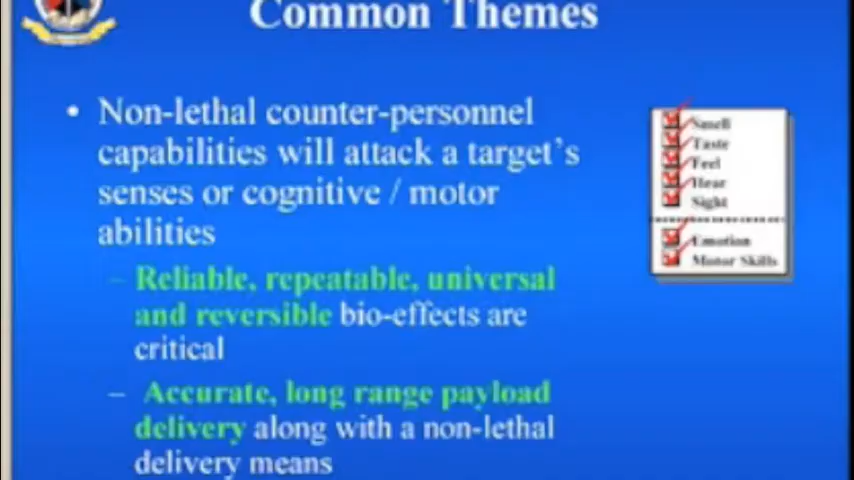 Common Themes
• Non-lethal counter-personnel
capabilities will attack a target's
senses or cognitive / motor
abilities
– Reliable, repeatable, universal
and reversible bio-effects are
critical
– Accurate, long range payload
delivery along with a non-lethal
delivery means
Smell
Taste
Feel
Hear
Sight
Emotion
Motor Skills